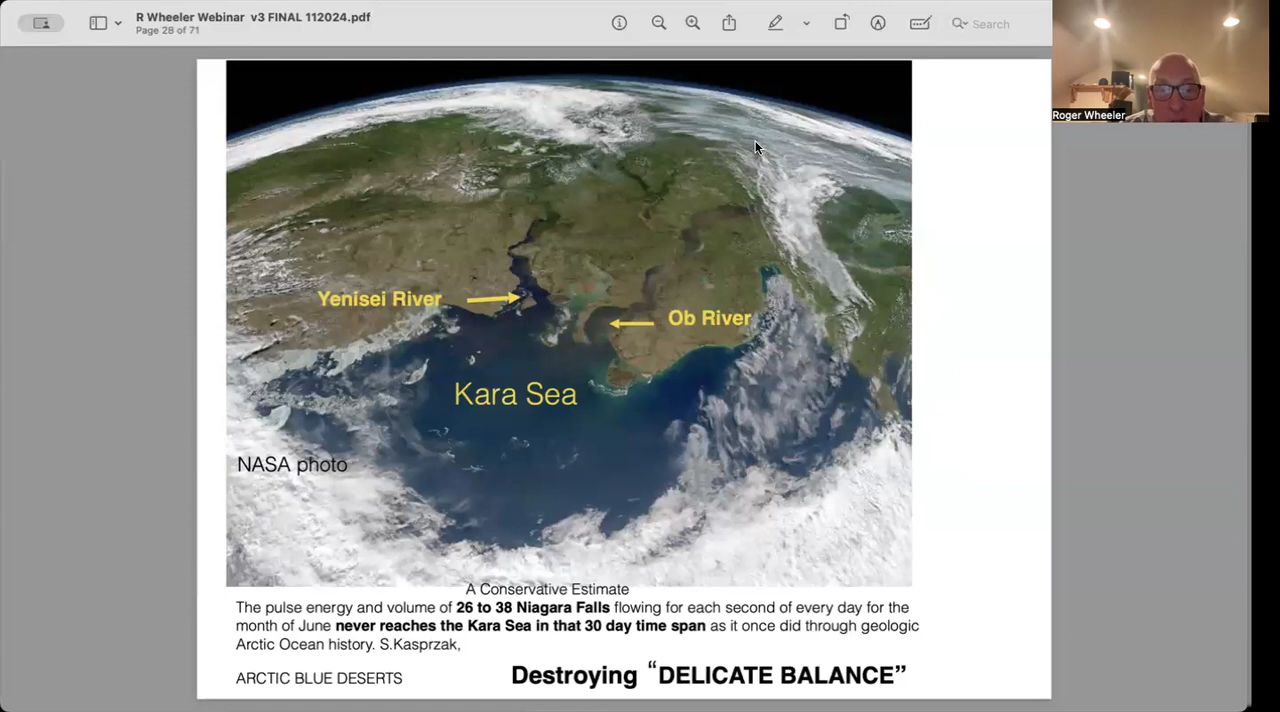 R Wheeler Webinar v3 FINAL 112024.pdf
Page 28 of 71
Search
Roger Wheeler
Yenisei River
Ob River
Kara Sea
NASA photo
A Conservative Estimate
The pulse energy and volume of 26 to 38 Niagara Falls flowing for each second of every day for the
month of June never reaches the Kara Sea in that 30 day time span as it once did through geologic
Arctic Ocean history. S.Kasprzak,
ARCTIC BLUE DESERTS
Destroying “DELICATE BALANCE”